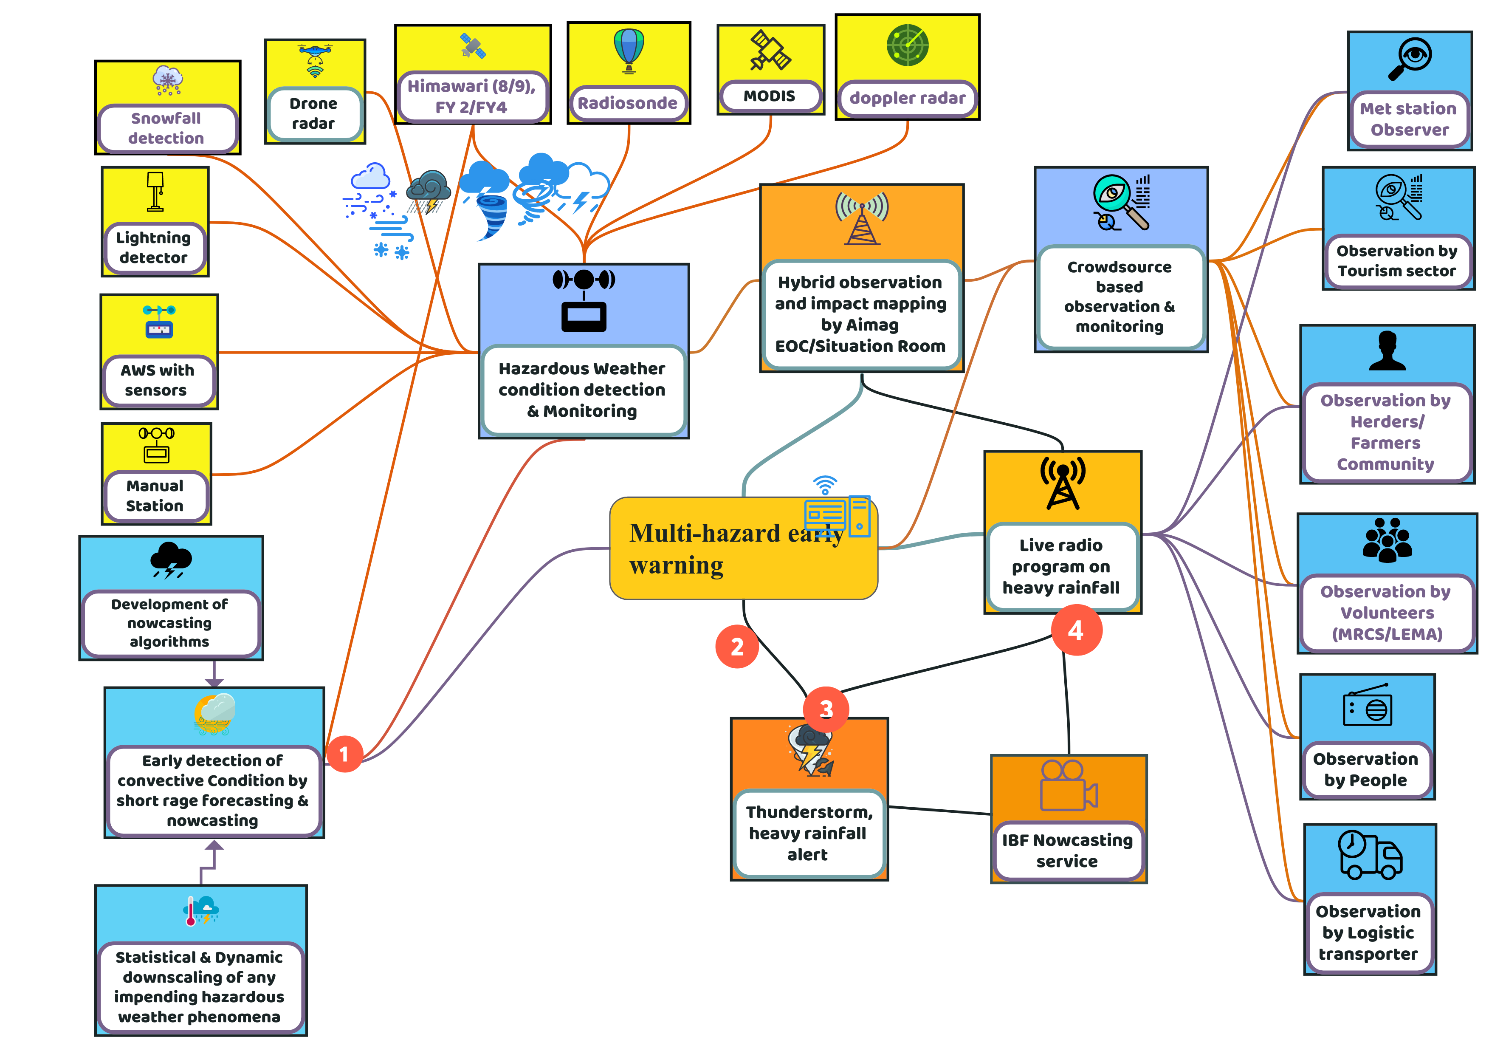 Snowfall
detection
Drone
radar
Himawari (8/9),
FY 2/FY4
Radiosonde
MODIS
doppler radar
Met station
Observer
Lightning
detector
Hybrid observation
and impact mapping
by Aimag
EOC/Situation Room
Crowdsource
based
observation &
monitoring
Observation by
Tourism sector
AWS with
sensors
Hazardous Weather
condition detection
& Monitoring
Observation by
Herders/
Farmers
Community
Manual
Station
Multi-hazard early
warning
Live radio
program on
heavy rainfall
Observation by
Volunteers
(MRCS/LEMA)
Development of
nowcasting
algorithms
2
4
3
1
Early detection of
convective Condition by
short rage forecasting &
nowcasting
Thunderstorm,
heavy rainfall
alert
IBF Nowcasting
service
Observation
by People
Observation
by Logistic
transporter
Statistical & Dynamic
downscaling of any
impending hazardous
weather phenomena